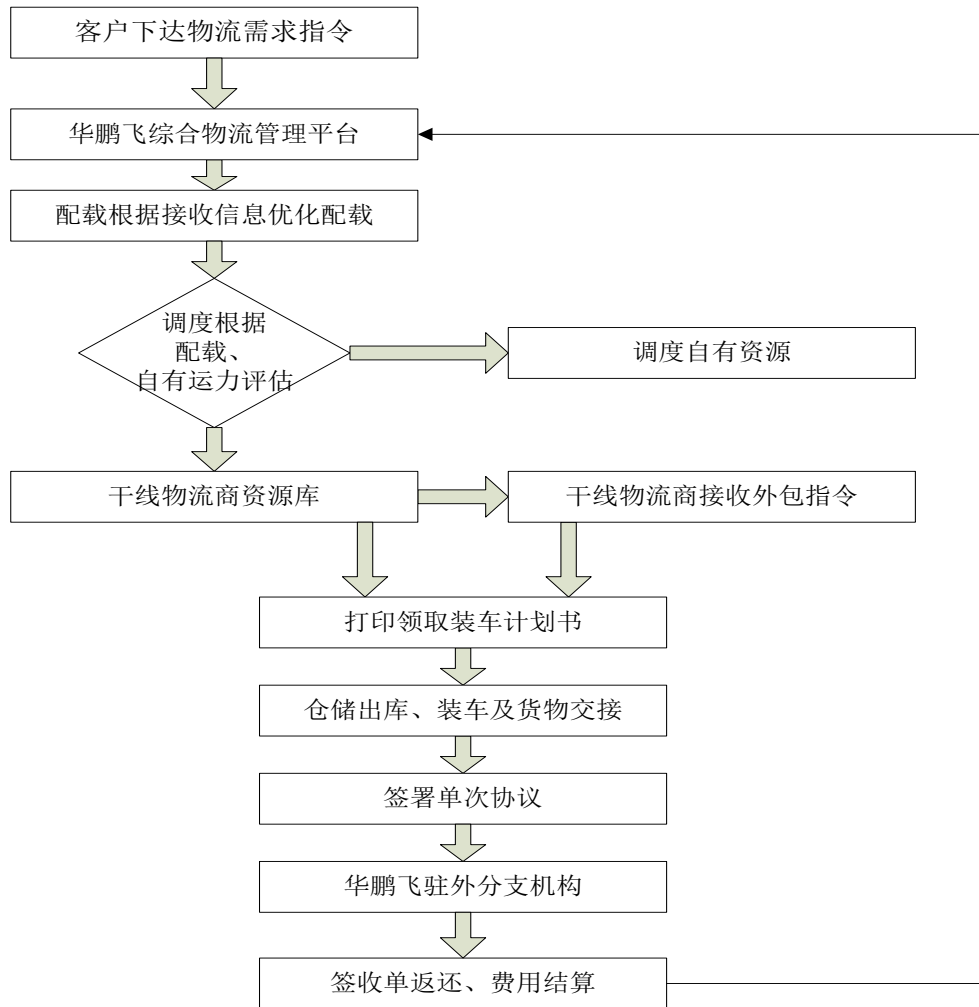 客户下达物流需求指令
华鹏飞综合物流管理平台
配载根据接收信息优化配载
调度根据
配载、
自有运力评估
调度自有资源
干线物流商资源库
干线物流商接收外包指令
打印领取装车计划书
仓储出库、装车及货物交接
签署单次协议
华鹏飞驻外分支机构
签收单返还、费用结算